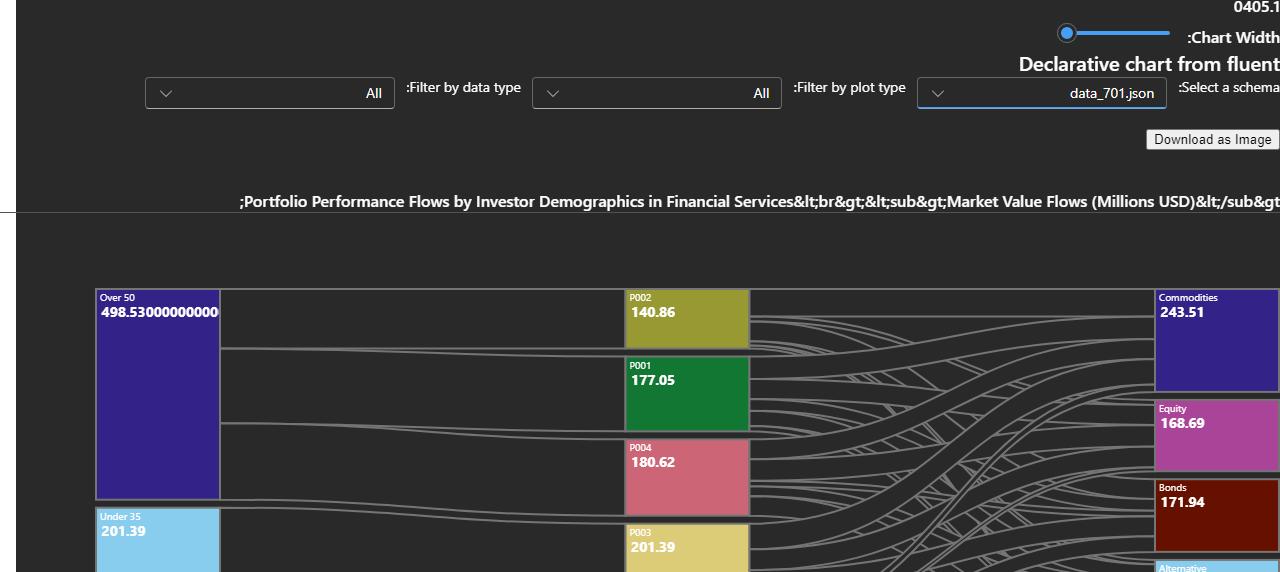 0405.1
:Chart Width
Declarative chart from fluent
:Select a schema
data_701.json
:Filter by plot type
All
:Filter by data type
All
Download as Image
;Portfolio Performance Flows by Investor Demographics in Financial Services&lt;br&gt;&lt;sub&gt;Market Value Flows (Millions USD)&lt;/sub&gt
Over 50
498.53000000000
P002
140.86
Commodities
243.51
P001
177.05
Equity
168.69
P004
180.62
Bonds
171.94
Under 35
201.39
P003
201.39
Alternative